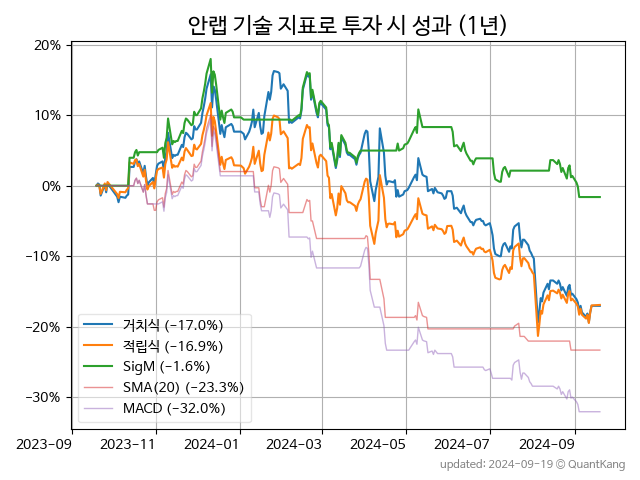 안랩 기술 지표로 투자 시 성과 (1년)
20%
10%
0%
−10%
−20%
−30%
거치식 (−17.0%)
적립식 (−16.9%)
SigM (−1.6%)
SMA(20) (−23.3%)
MACD (−32.0%)
2023-09 2023-11 2024-01 2024-03 2024-05 2024-07 2024-09
updated: 2024-09-19 © QuantKang